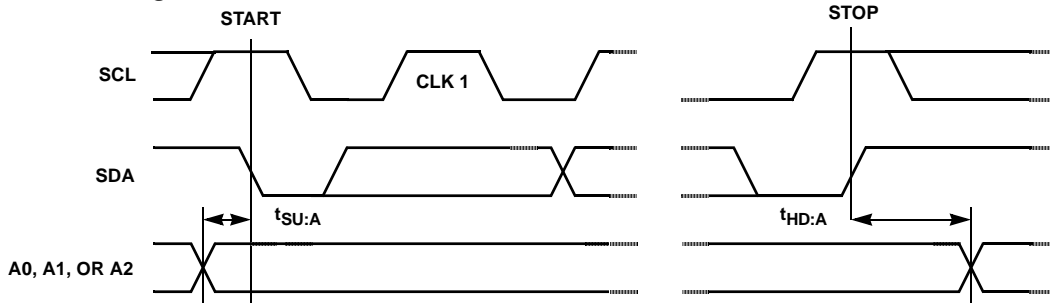 START
STOP
SCL
CLK 1
SDA
tSU:A
tHD:A
A0, A1, OR A2